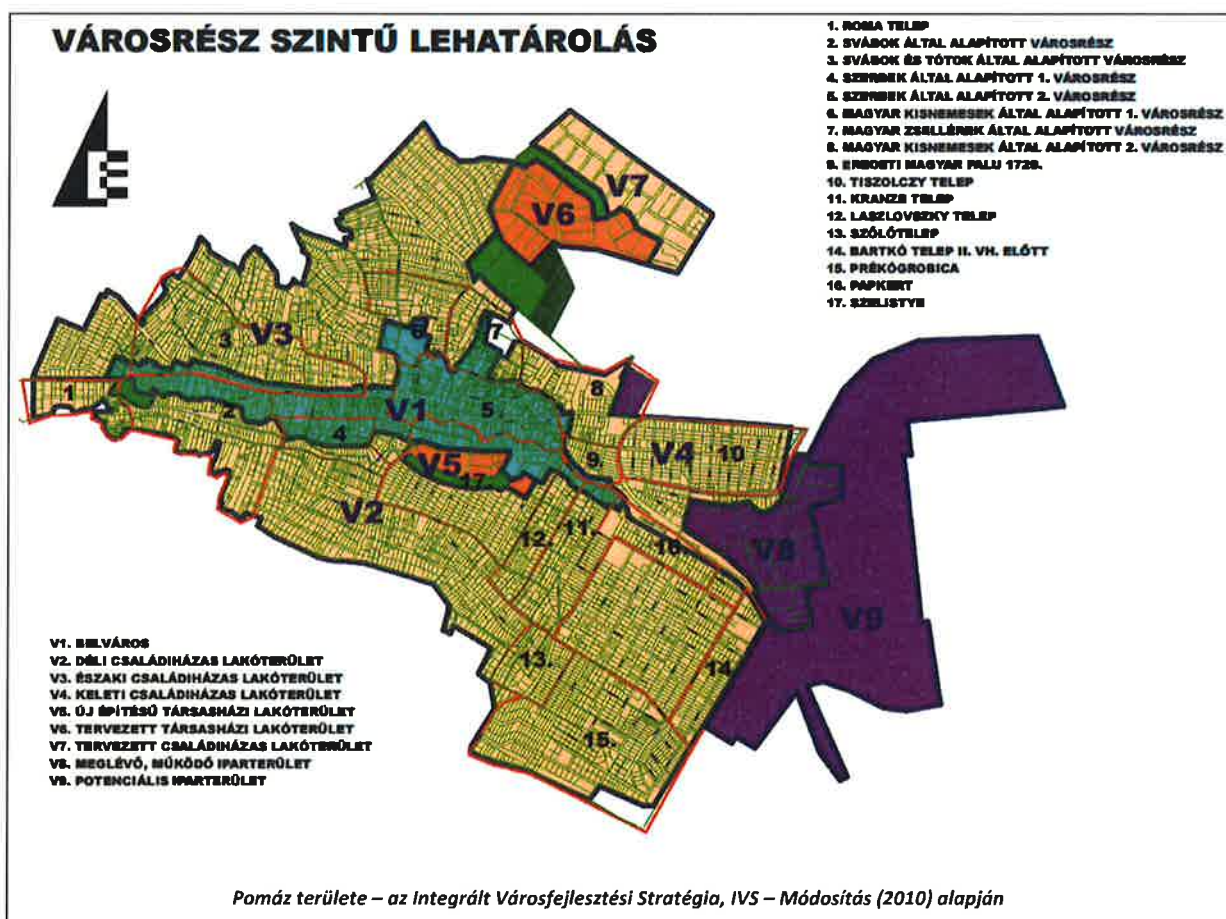 VÁROSRÉSZ SZINTŰ LEHATÁROLÁS
1. ROMA TELEP
2. SVÁBOK ÁLTAL ALAPÍTOTT VÁROSRÉSZ
3. SVÁBOK ÉS TÓTOK ÁLTAL ALAPÍTOTT VÁROSRÉSZ
4. SZERBEK ÁLTAL ALAPÍTOTT 1. VÁROSRÉSZ
5. SZERBEK ÁLTAL ALAPÍTOTT 2. VÁROSRÉSZ
6. MAGYAR KISNEMESEK ÁLTAL ALAPÍTOTT 1. VÁROSRÉSZ
7. MAGYAR ZSELLÉREK ÁLTAL ALAPÍTOTT VÁROSRÉSZ
8. MAGYAR KISNEMESEK ÁLTAL ALAPÍTOTT 2. VÁROSRÉSZ
9. EREDETI MAGYAR FALU 1729.
10. TISZOLCZY TELEP
11. KRANZE TELEP
12. LASZLOVSZKY TELEP
13. SZŐLŐTELEP
14. BARTKÓ TELEP II. VH. ELŐTT
15. PRÉKÓGROBICA
16. PAPKERT
17. SZELISTYE
V7
V6
3
V3
6
7
1
8
2
V1
5
4
9.
V4
10
V5
17
V2
12.
11.
16.
V8
V9
13.
14
15.
V1. BELVÁROS
V2. DÉLI CSALÁDIHÁZAS LAKÓTERÜLET
V3. ÉSZAKI CSALÁDIHÁZAS LAKÓTERÜLET
V4. KELETI CSALÁDIHÁZAS LAKÓTERÜLET
V5. ÚJ ÉPÍTÉSŰ TÁRSASHÁZI LAKÓTERÜLET
V6. TERVEZETT TÁRSASHÁZI LAKÓTERÜLET
V7. TERVEZETT CSALÁDIHÁZAS LAKÓTERÜLET
V8. MEGLÉVŐ, MŰKÖDŐ IPARTERÜLET
V9. POTENCIÁLIS IPARTERÜLET
Pomáz területe – az Integrált Városfejlesztési Stratégia, IVS – Módosítás (2010) alapján